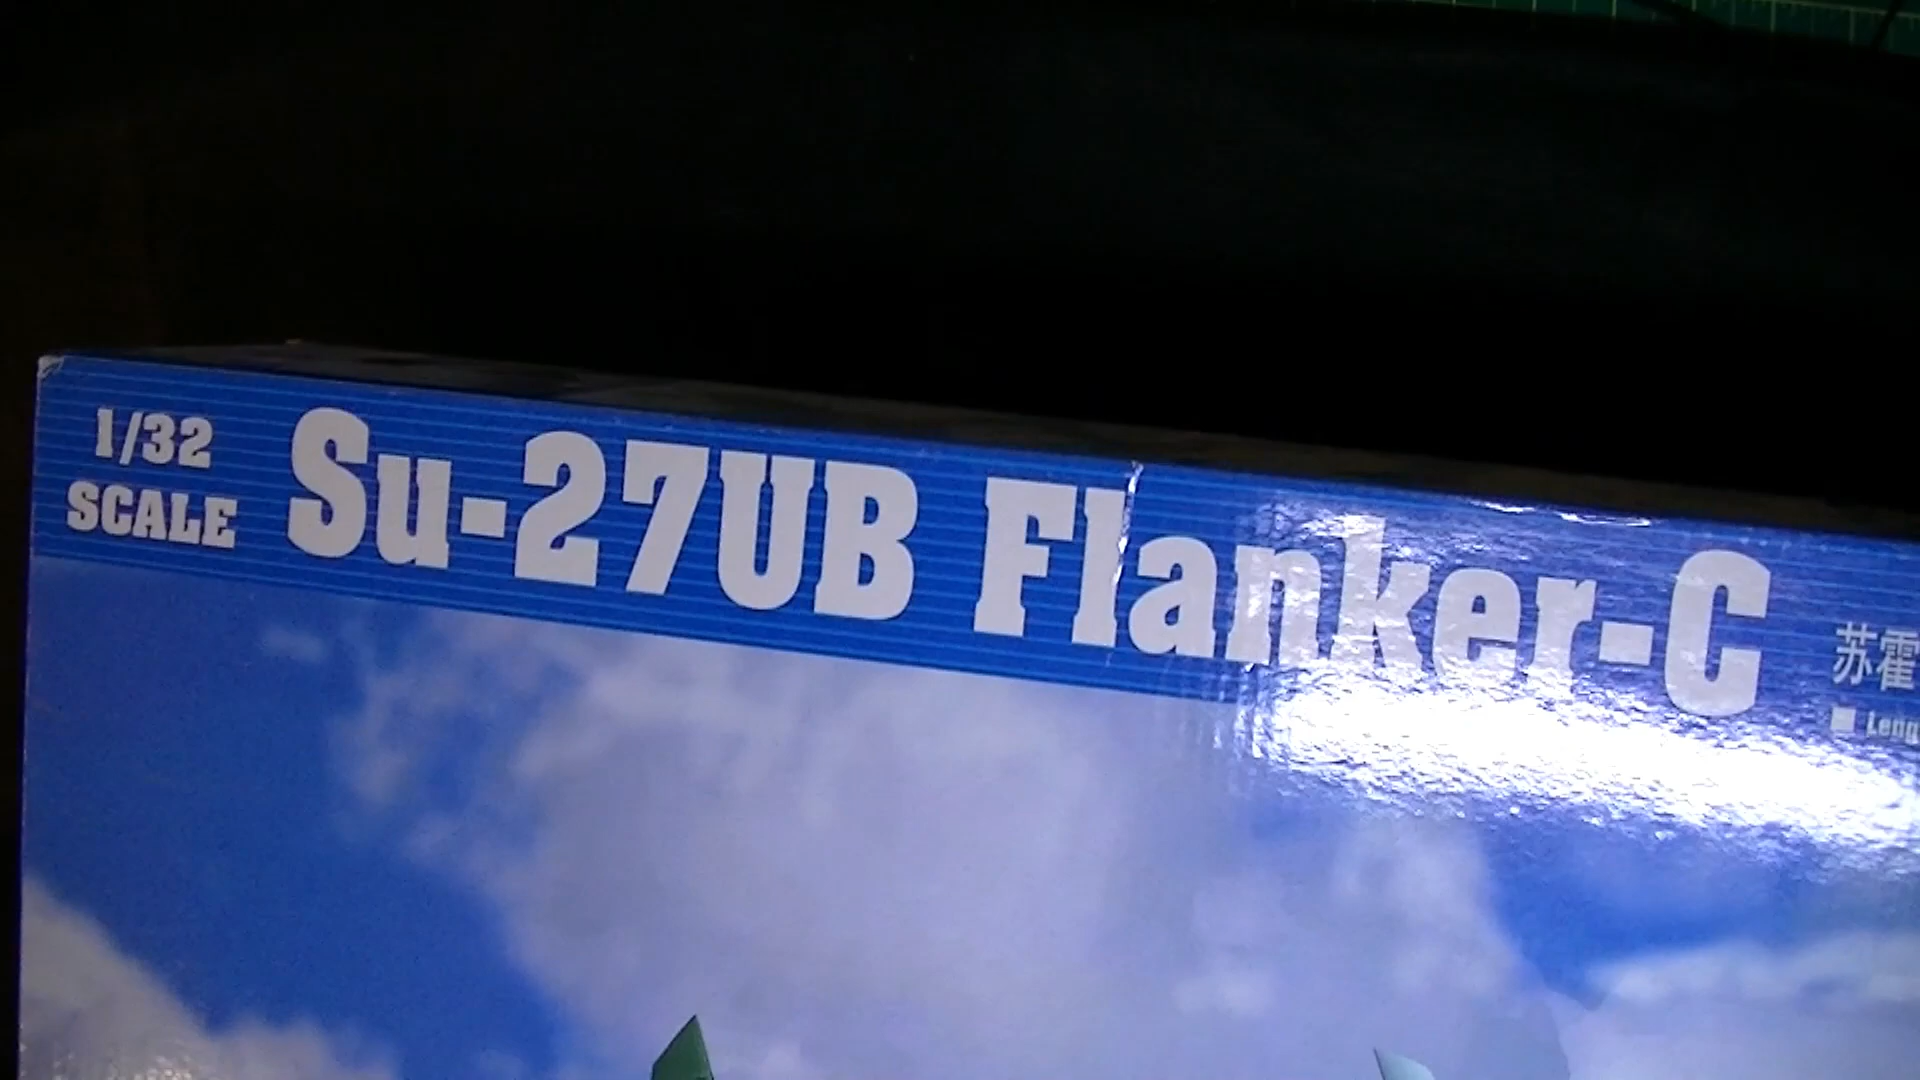 1/32
SCALE
Su-27UB Flanker-C
苏霍
Leng